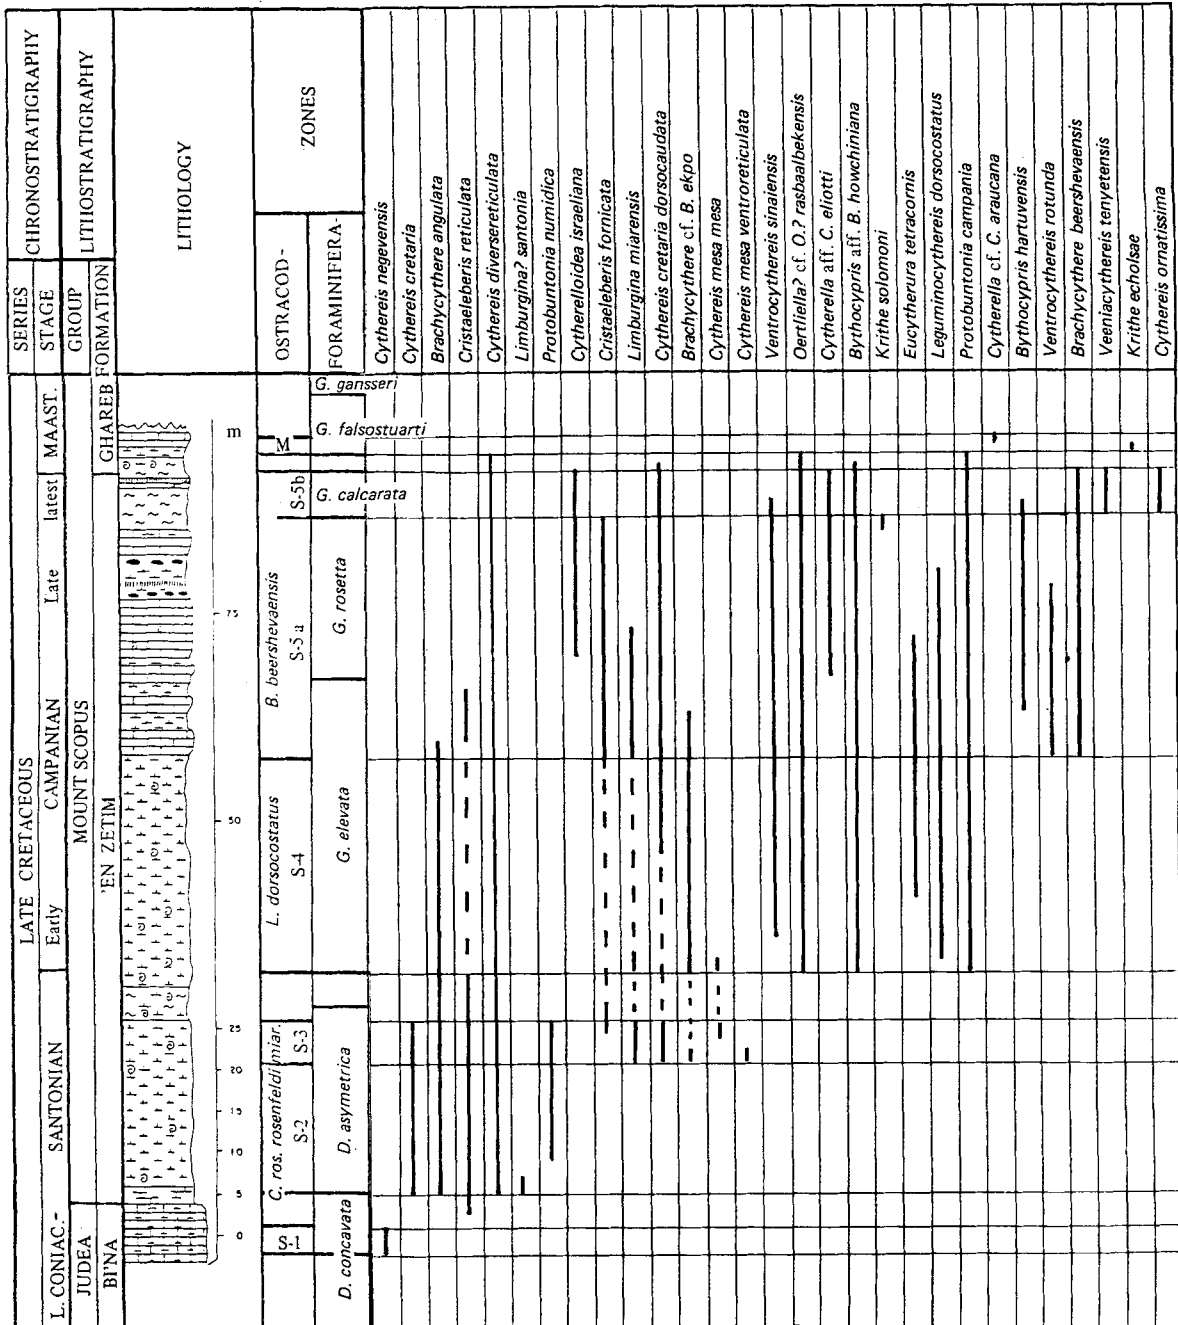 SERIES
STAGE
CHRONOSTRATIGRAPHY
GROUP
FORMATION
LITHOSTRATIGRAPHY
LITHOLOGY
ZONES
OSTRACOD-
FORAMINIFERA-
Cythereis negevensis
Cythereis cretaria
Brachycythere angulata
Cristaeleberis reticulata
Cythereis diversereticulata
Limburgina? santonia
Protobuntonia numidica
Cytherelloidea israeliana
Cristaeleberis fornicata
Limburgina miarensis
Cythereis cretaria dorsocaudata
Brachycythere cf. B. ekpo
Cythereis mesa mesa
Cythereis mesa ventroreticulata
Ventrocythereis sinaiensis
Oertliella? cf. O.? rasbaalbekensis
Cytherella aff. C. eliotti
Bythocypris aff. B. howchiniana
Krithe solomoni
Eucytherura tetracornis
Leguminocythereis dorsocostatus
Protobuntonia campania
Cytherella cf. C. araucana
Bythocypris hartuvensis
Ventrocythereis rotunda
Brachycythere beershevaensis
Veeniacythereis tenyetensis
Krithe echolsae
Cythereis ornatissima
LATE CRETACEOUS
MAAST.
latest
Late
CAMPANIAN
Early
SANTONIAN
L. CONIAC.-
MOUNT SCOPUS
JUDEA
GHAREB
'EN ZETIM
BI'NA
m
75
50
25
20
15
10
5
0
M
S-5b
B. beershevaensis
S-5a
L. dorsocostatus
S-4
miar.
S-3
C. ros. rosenfeldi
S-2
S-1
G. gansseri
G. falsostuarti
G. calcarata
G. rosetta
G. elevata
D. asymetrica
D. concavata